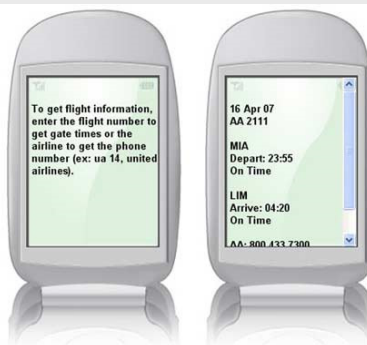 To get flight information,
enter the flight number to
get gate times or the
airline to get the phone
number (ex: ua 14, united
airlines).
16 Apr 07
AA 2111
MIA
Depart: 23:55
On Time
LIM
Arrive: 04:20
On Time
AA: 800 433 7300